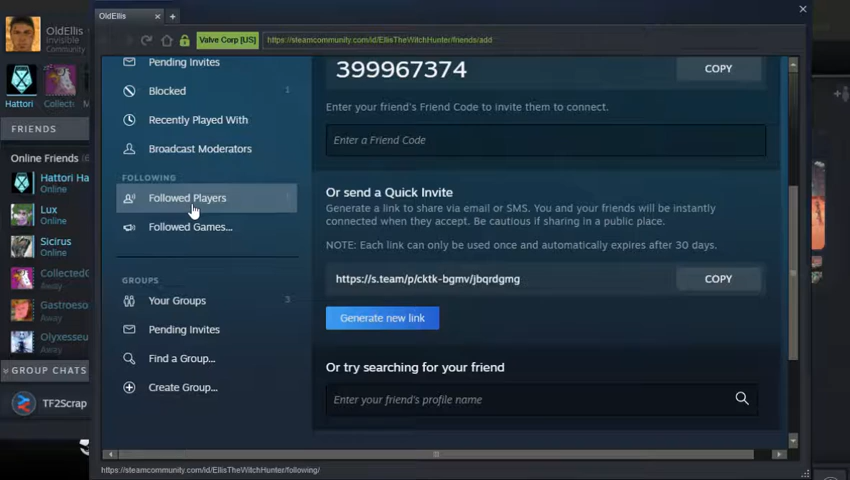 OldEllis
+
OldEllis
Invisible
Community
Valve Corp [US]
https://steamcommunity.com/id/EllisTheWitchHunter/friends/add
Hattori
Collect
FRIENDS
Online Friends
Hattori Ha
Online
Lux
Online
Sicirus
Online
Away
Gastroeso
Away
Olyxesseu
Away
GROUP CHATS
TF2Scrap
Pending Invites
Blocked 1
Recently Played With
Broadcast Moderators
FOLLOWING
Followed Players 1
Followed Games...
GROUPS
Your Groups 3
Pending Invites
Find a Group...
Create Group...
399967374
COPY
Enter your friend's Friend Code to invite them to connect.
Enter a Friend Code
Or send a Quick Invite
Generate a link to share via email or SMS. You and your friends will be instantly
connected when they accept. Be cautious if sharing in a public place.
NOTE: Each link can only be used once and automatically expires after 30 days.
https://s.team/p/cktk-bgmv/jbqrdgmg
COPY
Generate new link
Or try searching for your friend
Enter your friend's profile name
https://steamcommunity.com/id/EllisTheWitchHunter/following/